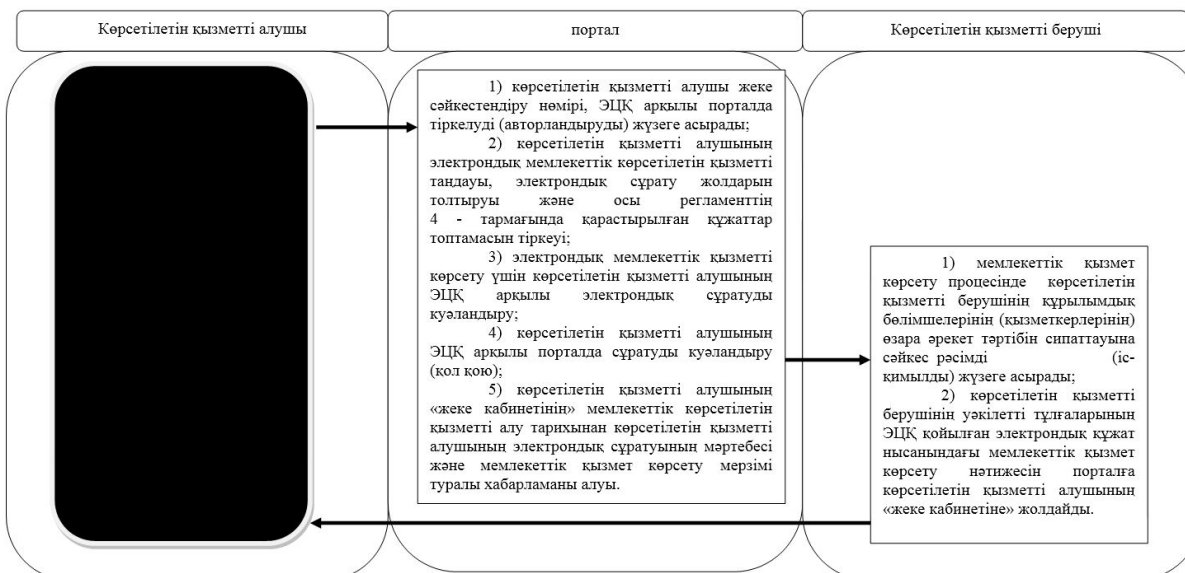 Көрсетілетін қызметті алушы
портал
Көрсетілетін қызметті беруші
1) көрсетілетін қызметті алушы жеке
сәйкестендіру нөмірі, ЭЦҚ арқылы порталда
тіркелуді (авторландыруды) жүзеге асырады;
2) көрсетілетін қызметті алушының
электрондық мемлекеттік көрсетілетін қызметті
таңдауы, электрондық сұрату жолдарын
толтыруы және осы регламенттің
4 - тармағында қарастырылған құжаттар
топтамасын тіркеуі;
3) электрондық мемлекеттік қызметті
көрсету үшін көрсетілетін қызметті алушының
ЭЦҚ арқылы электрондық сұратуды
куәландыру;
4) көрсетілетін қызметті алушының
ЭЦҚ арқылы порталда сұратуды куәландыру
(қол қою);
5) көрсетілетін қызметті алушының
«жеке кабинетінің» мемлекеттік көрсетілетін
қызметті алу тарихынан көрсетілетін қызметті
алушының электрондық сұратуының мәртебесі
және мемлекеттік қызмет көрсету мерзімі
туралы хабарламаны алуы.
1) мемлекеттік қызмет
көрсету процесінде көрсетілетін
қызметті берушінің құрылымдық
бөлімшелерінің (қызметкерлерінің)
өзара әрекет тәртібін сипаттауына
сәйкес рәсімді (іс-
қимылды) жүзеге асырады;
2) көрсетілетін қызметті
берушінің уәкілетті тұлғаларының
ЭЦҚ қойылған электрондық құжат
нысанындағы мемлекеттік қызмет
көрсету нәтижесін порталға
көрсетілетін қызметті алушының
«жеке кабинетіне» жолдайды.